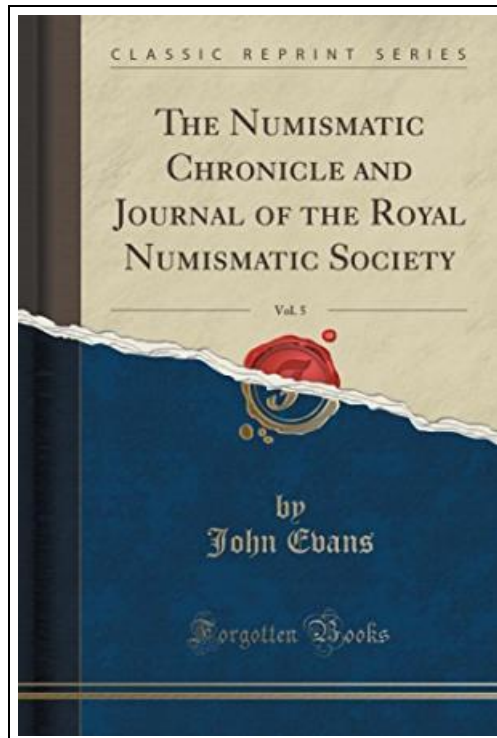 CLASSIC REPRINT SERIES
THE NUMISMATIC
CHRONICLE AND
JOURNAL OF THE ROYAL
NUMISMATIC SOCIETY
Vol. 5
by
John Evans
Forgotten Books